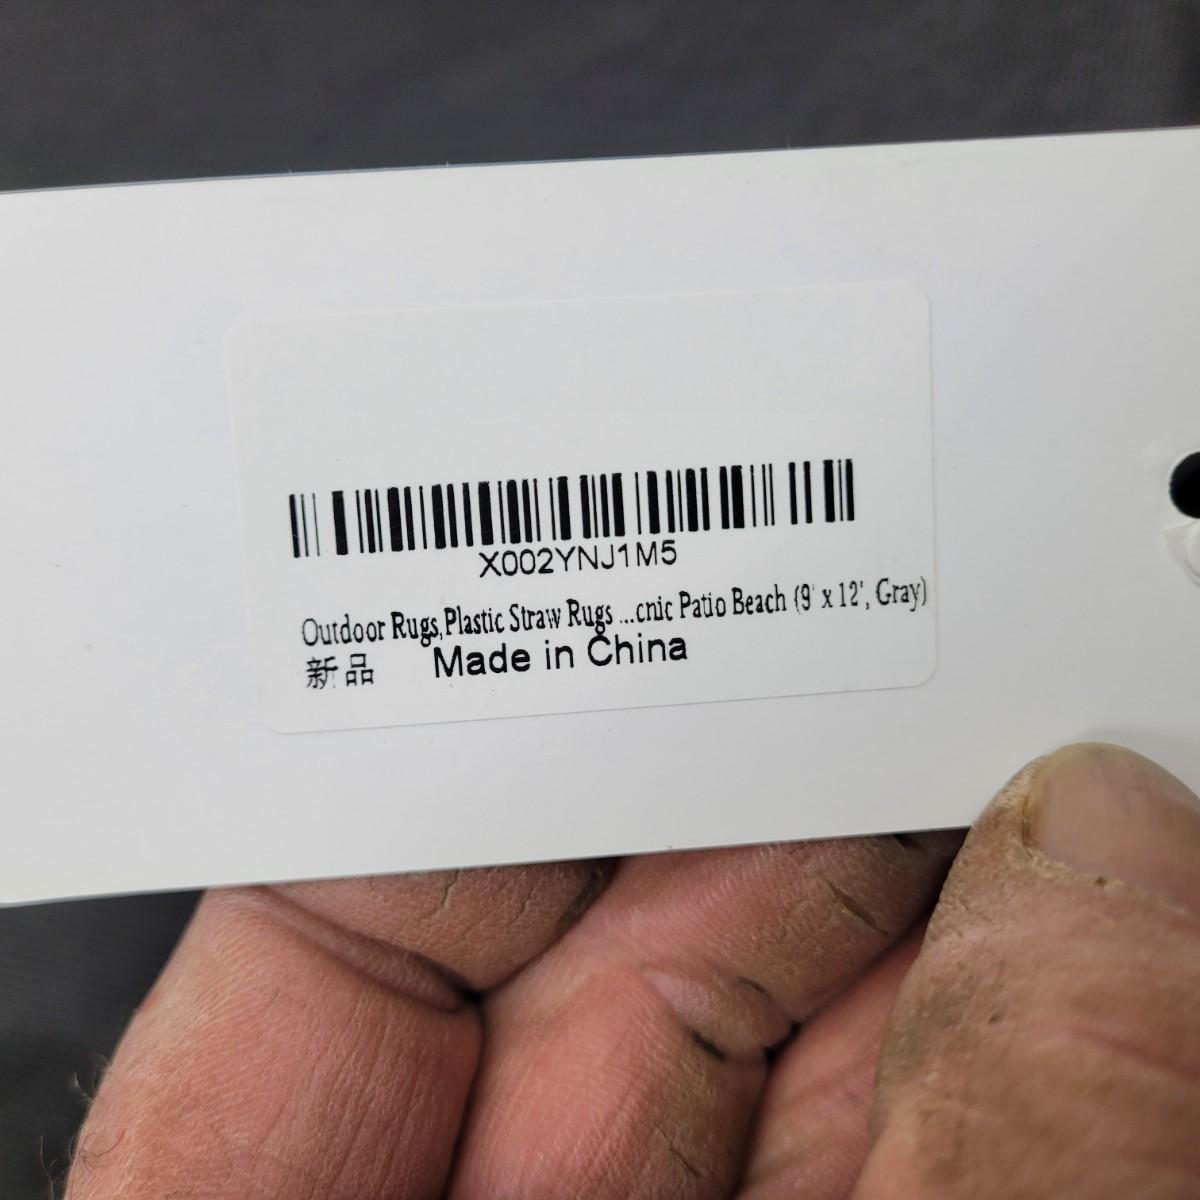 X002YNJ1M5
Outdoor Rugs,Plastic Straw Rugs ...cnic Patio Beach (9' x 12', Gray)
新品 Made in China